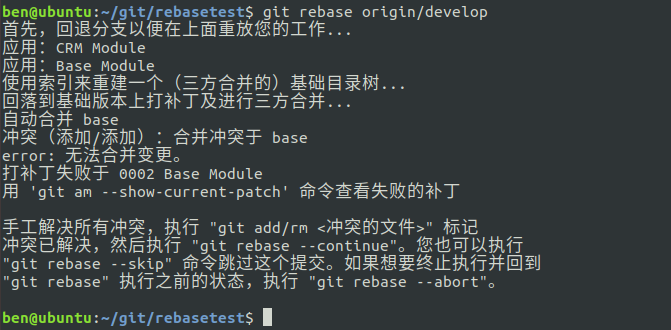 ben@ubuntu:~/git/rebasetest$ git rebase origin/develop
首先，回退分支以便在上面重放您的工作...
应用：CRM Module
应用：Base Module
使用索引来重建一个（三方合并的）基础目录树...
回落到基础版本上打补丁及进行三方合并...
自动合并 base
冲突（添加/添加）：合并冲突于 base
error: 无法合并变更。
打补丁失败于 0002 Base Module
用 'git am --show-current-patch' 命令查看失败的补丁
手工解决所有冲突，执行 "git add/rm <冲突的文件>" 标记
冲突已解决，然后执行 "git rebase --continue"。您也可以执行
"git rebase --skip" 命令跳过这个提交。如果想要终止执行并回到
"git rebase" 执行之前的状态，执行 "git rebase --abort"。
ben@ubuntu:~/git/rebasetest$